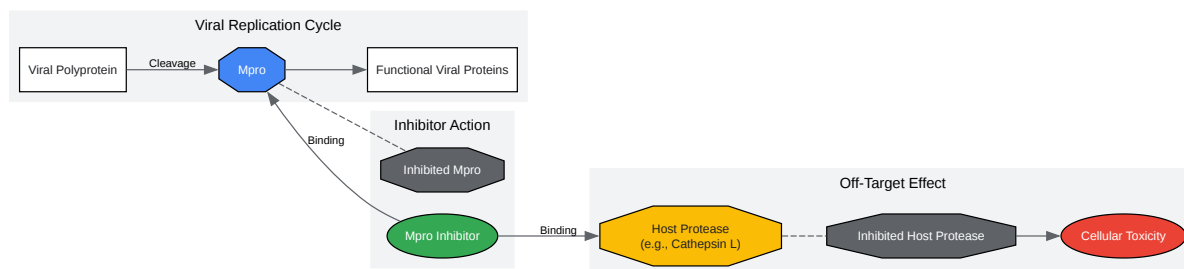 Viral Replication Cycle
Viral Polyprotein
Cleavage
Mpro
Functional Viral Proteins
Inhibitor Action
Binding
Inhibited Mpro
Mpro Inhibitor
Binding
Off-Target Effect
Host Protease
(e.g., Cathepsin L)
Inhibited Host Protease
Cellular Toxicity